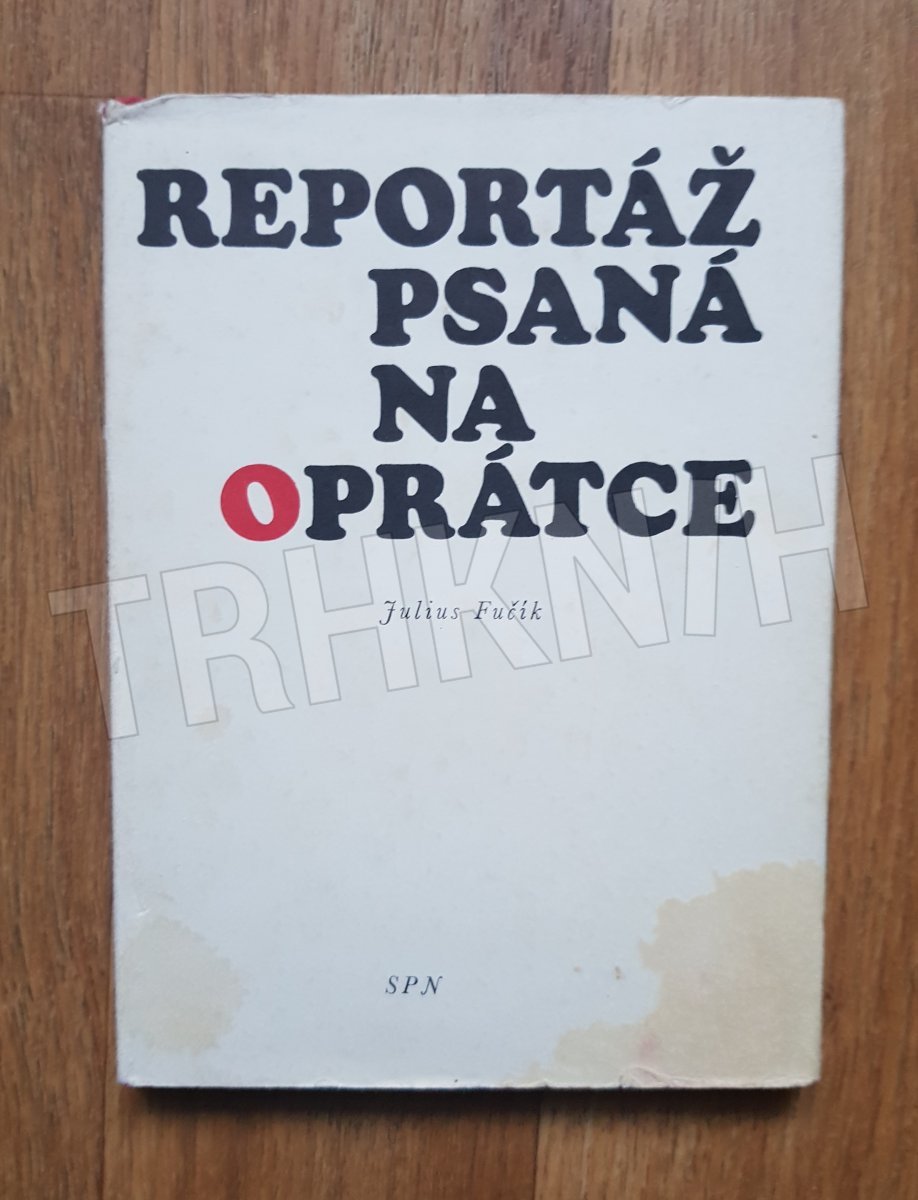 REPORTÁŽ
PSANÁ
NA
OPRÁTCE
TRHKNIH
Julius Fučík
SPN